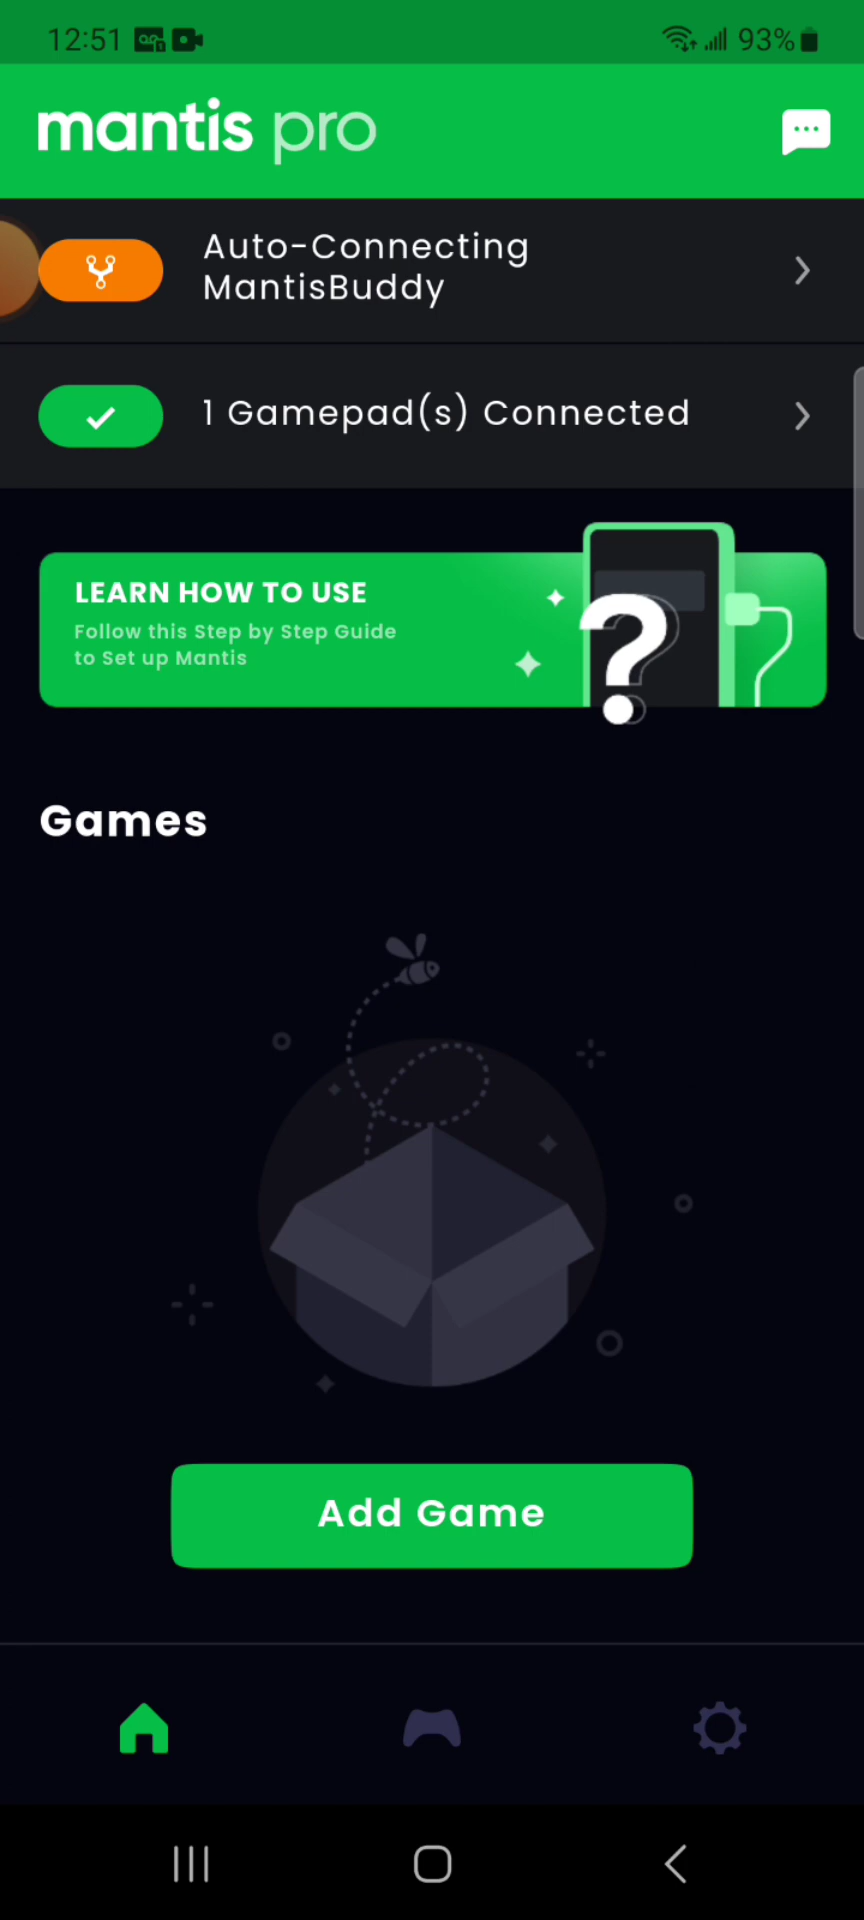 12:51
93%
mantis pro
Auto-Connecting
MantisBuddy
1 Gamepad(s) Connected
LEARN HOW TO USE
Follow this Step by Step Guide
to Set up Mantis
?
Games
Add Game